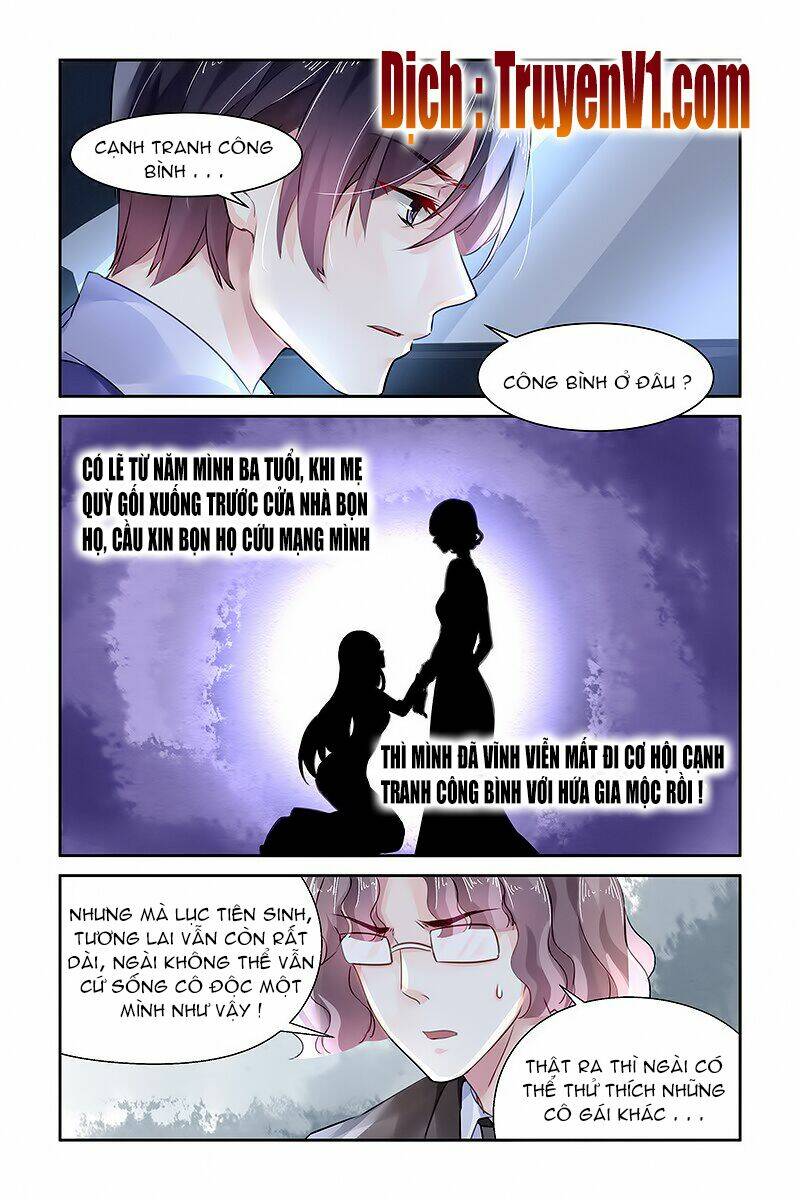 Dịch : TruyenV1.com
CẠNH TRANH CÔNG
BÌNH . . .
CÔNG BÌNH Ở ĐÂU ?
CÓ LẼ TỪ NĂM MÌNH BA TUỔI, KHI MẸ
QUỲ GỐI XUỐNG TRƯỚC CỬA NHÀ BỌN
HỌ, CẦU XIN BỌN HỌ CỨU MẠNG MÌNH
THÌ MÌNH ĐÃ VĨNH VIỄN MẤT ĐI CƠ HỘI CẠNH
TRANH CÔNG BÌNH VỚI HỨA GIA MỘC RỒI !
NHƯNG MÀ LỤC TIÊN SINH,
TƯƠNG LAI VẪN CÒN RẤT
DÀI, NGÀI KHÔNG THỂ VẪN
CỨ SỐNG CÔ ĐỘC MỘT
MÌNH NHƯ VẬY !
THẬT RA THÌ NGÀI CÓ
THỂ THỬ THÍCH NHỮNG
CÔ GÁI KHÁC . . .